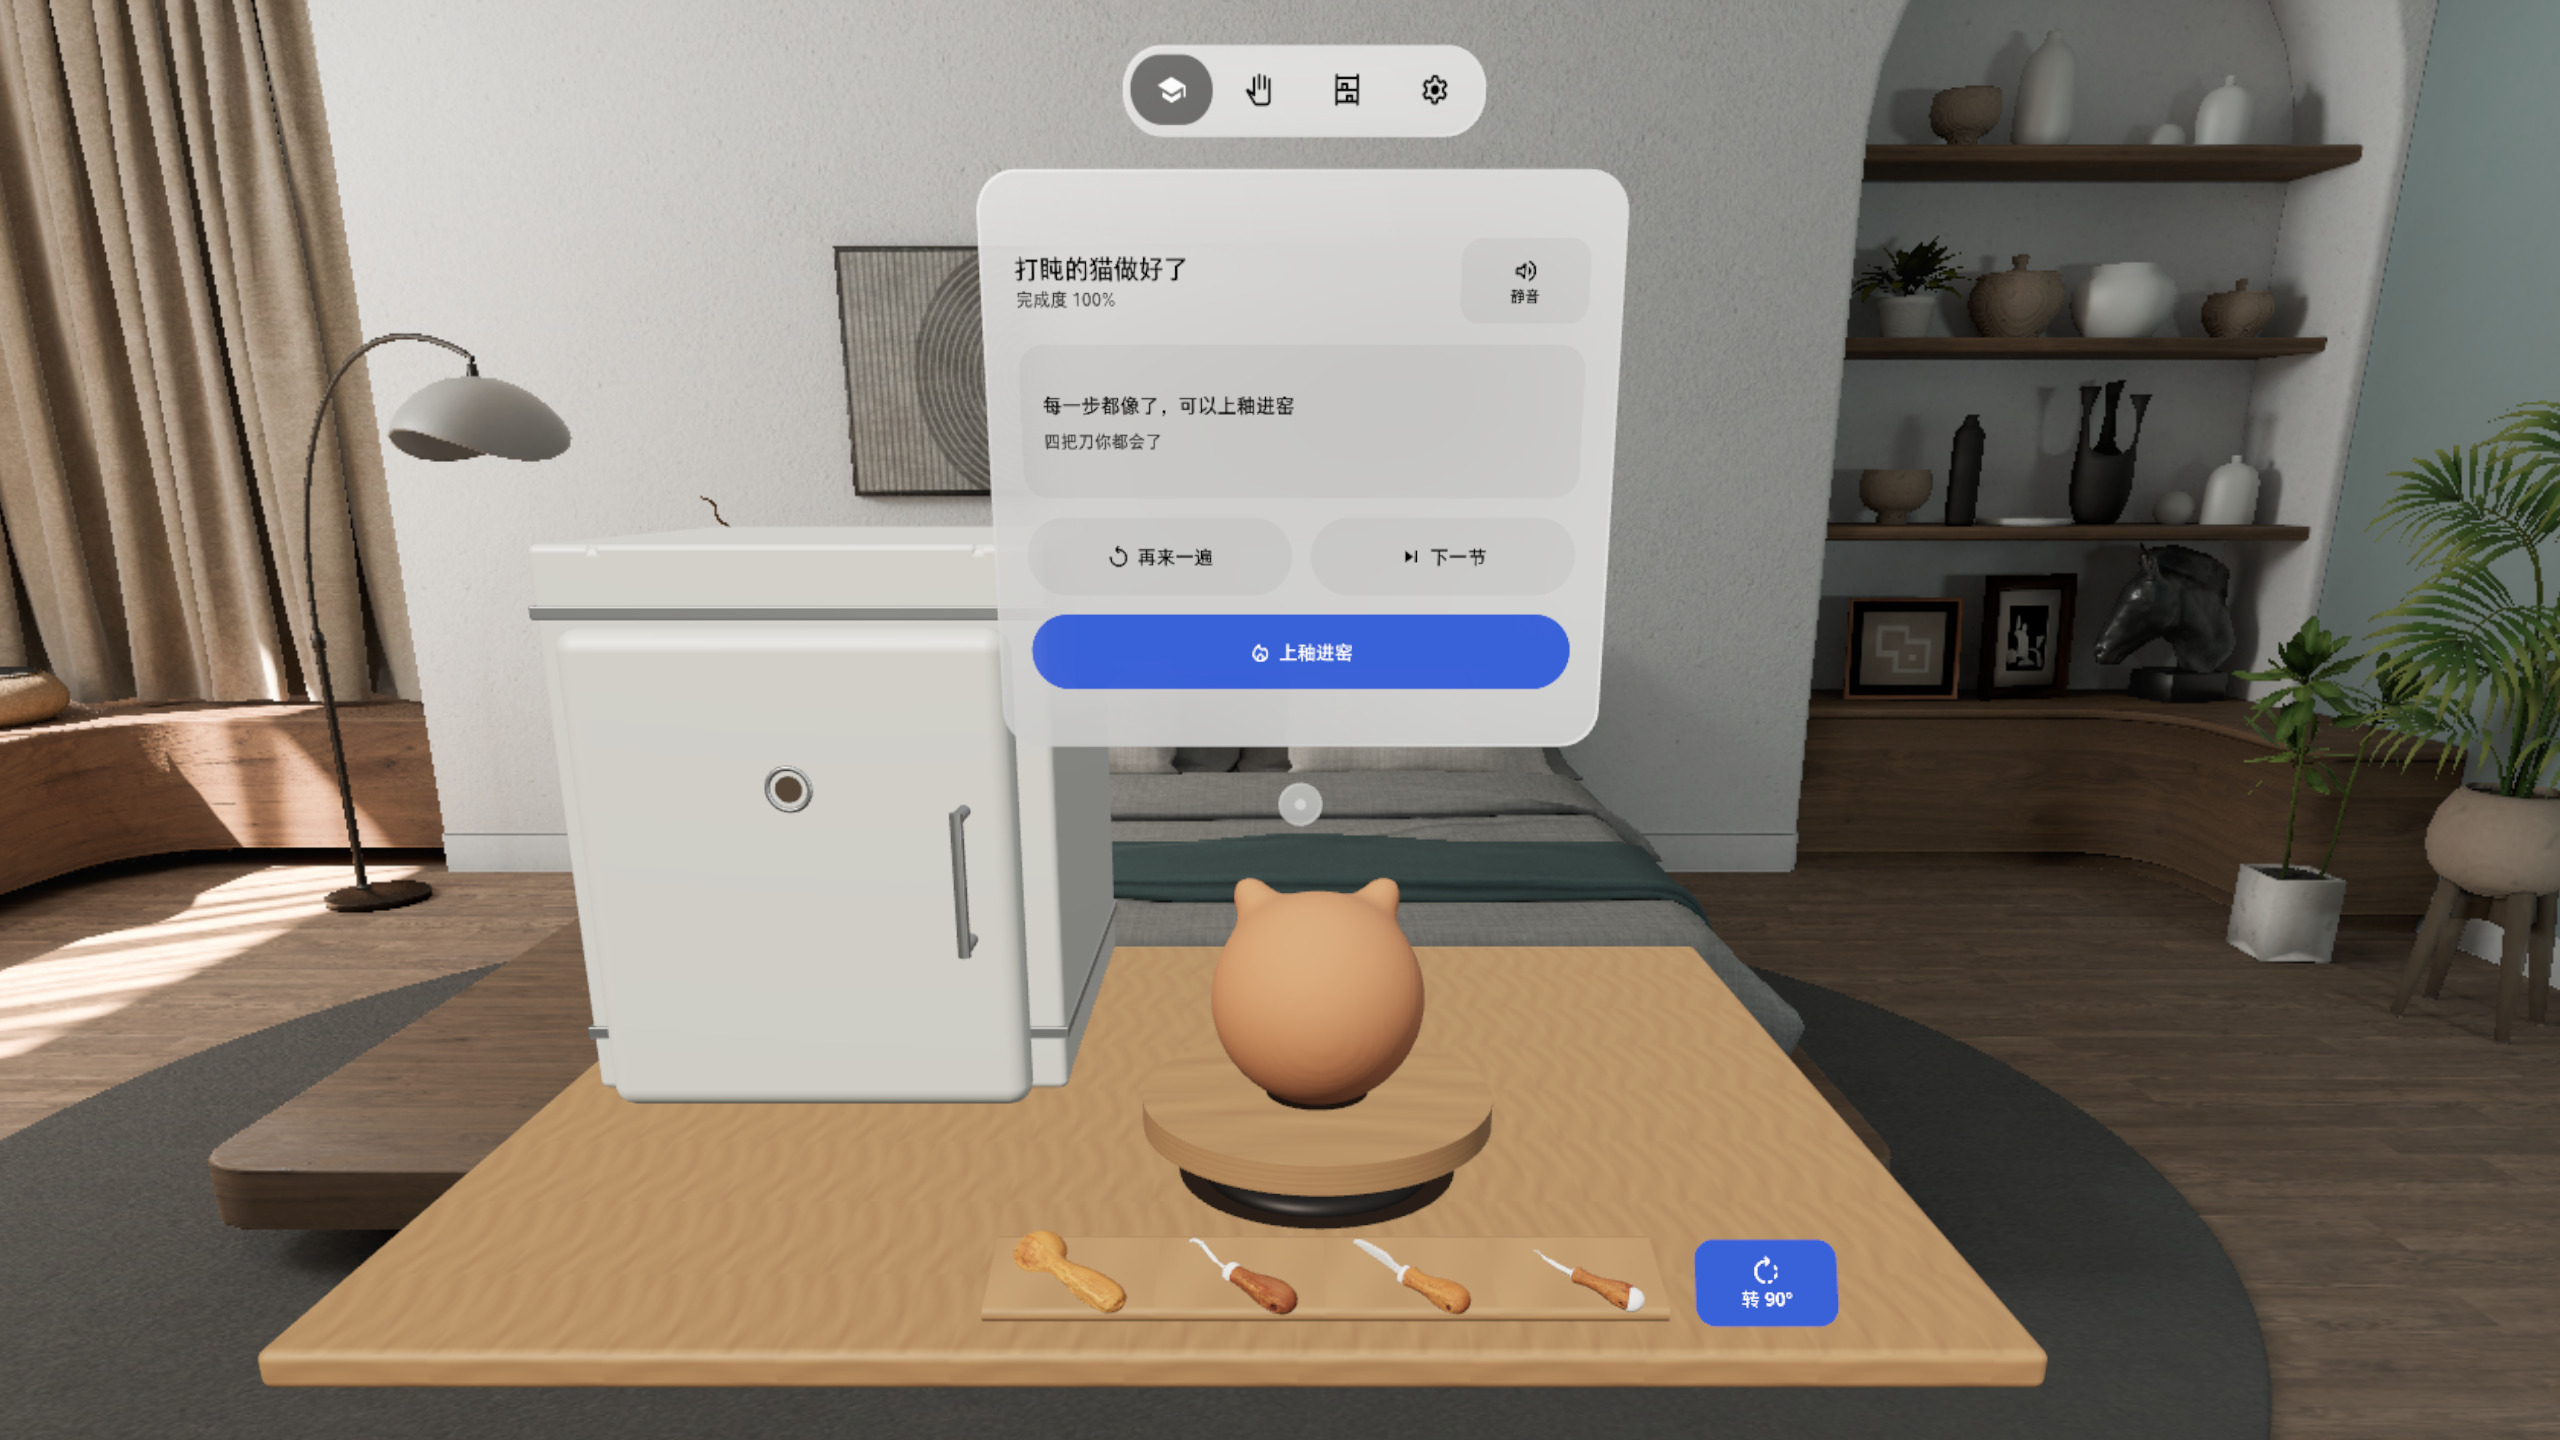 打盹的猫做好了
完成度 100%
静音
每一步都像了，可以上釉进窑
四把刀你都会了
再来一遍
下一节
上釉进窑
转 90°